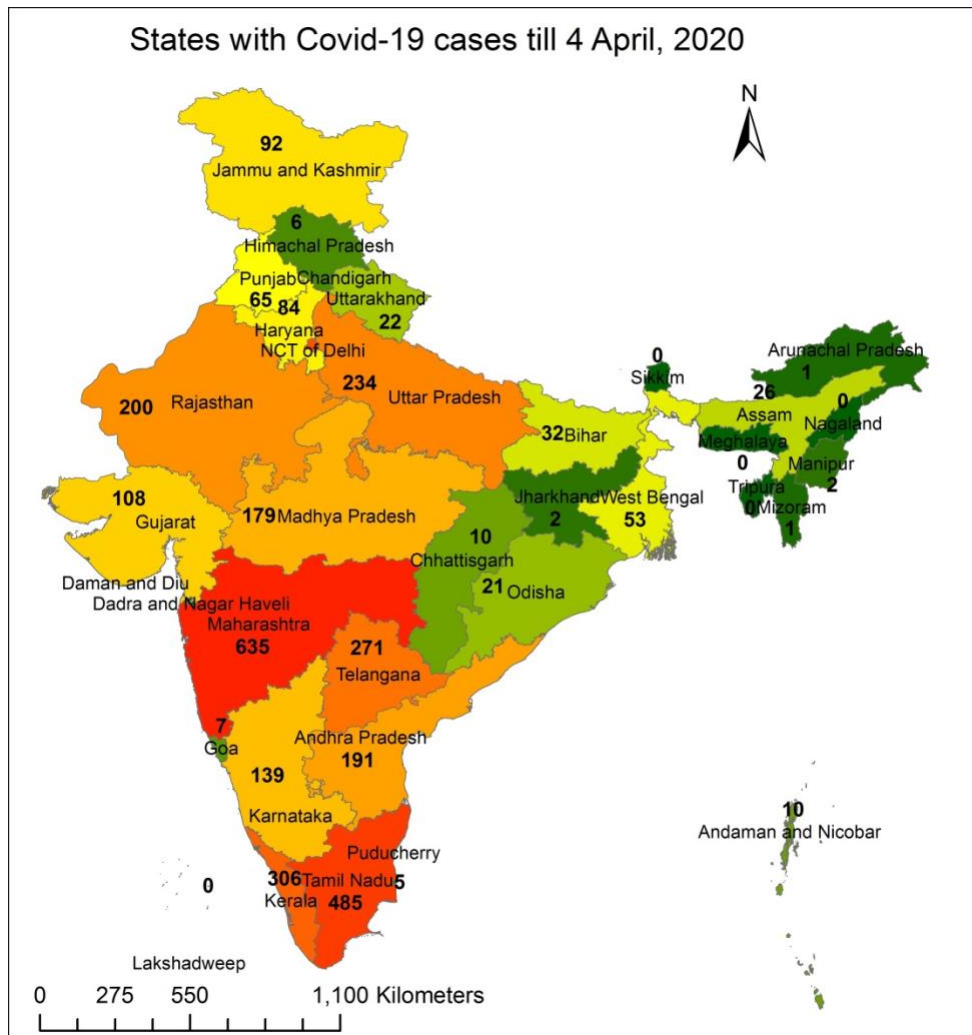 States with Covid-19 cases till 4 April, 2020
N
92
Jammu and Kashmir
6
Himachal Pradesh
Punjab
Chandigarh
65
84
Uttarakhand
22
Haryana
NCT of Delhi
200
Rajasthan
234
Uttar Pradesh
0
Sikkim
Arunachal Pradesh
1
26
Assam
0
Nagaland
Meghalaya
0
Manipur
2
Tripura
0
Mizoram
1
32
Bihar
108
Gujarat
179
Madhya Pradesh
Jharkhand
2
West Bengal
53
10
Chhattisgarh
21
Odisha
Daman and Diu
Dadra and Nagar Haveli
Maharashtra
635
271
Telangana
7
Goa
Andhra Pradesh
191
139
Karnataka
10
Andaman and Nicobar
Puducherry
5
0
306
Kerala
Tamil Nadu
485
Lakshadweep
0 275 550 1,100 Kilometers